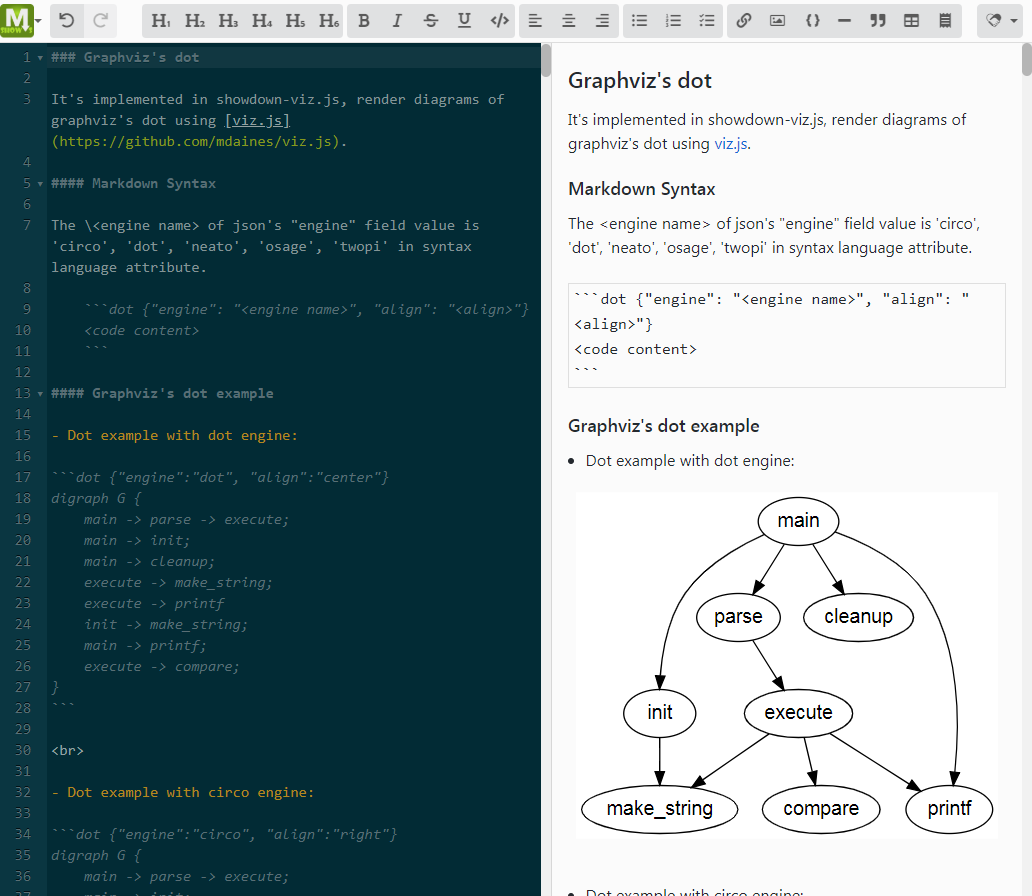 M
SHOW↓s
H1 H2 H3 H4 H5 H6 B I S U </>
1 ### Graphviz's dot
2
3 It's implemented in showdown-viz.js, render diagrams of
graphviz's dot using [viz.js]
(https://github.com/mdaines/viz.js).
4
5 #### Markdown Syntax
6
7 The \<engine name> of json's "engine" field value is
'circo', 'dot', 'neato', 'osage', 'twopi' in syntax
language attribute.
8
9 ```dot {"engine": "<engine name>", "align": "<align>"}
10 <code content>
11 ```
12
13 #### Graphviz's dot example
14
15 - Dot example with dot engine:
16
17 ```dot {"engine":"dot", "align":"center"}
18 digraph G {
19 main -> parse -> execute;
20 main -> init;
21 main -> cleanup;
22 execute -> make_string;
23 execute -> printf
24 init -> make_string;
25 main -> printf;
26 execute -> compare;
27 }
28 ```
29
30 <br>
31
32 - Dot example with circo engine:
33
34 ```dot {"engine":"circo", "align":"right"}
35 digraph G {
36 main -> parse -> execute;
37 main -> init;
Graphviz's dot
It's implemented in showdown-viz.js, render diagrams of
graphviz's dot using viz.js.
Markdown Syntax
The <engine name> of json's "engine" field value is 'circo',
'dot', 'neato', 'osage', 'twopi' in syntax language attribute.
```dot {"engine": "<engine name>", "align": "
<align>"}
<code content>
```
Graphviz's dot example
• Dot example with dot engine:
main
parse cleanup
init execute
make_string compare printf
• Dot example with circo engine: